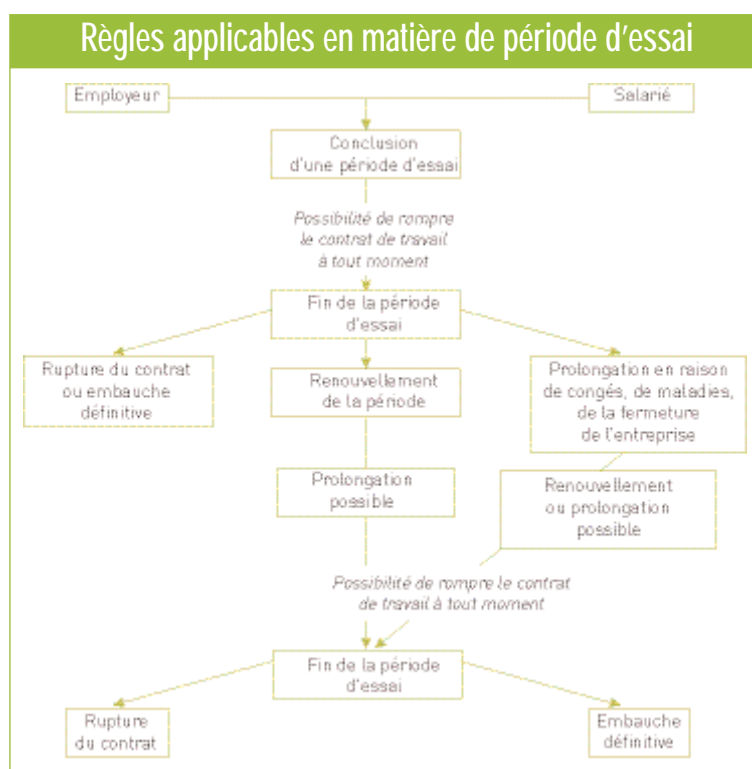 Règles applicables en matière de période d'essai
Employeur
Salarié
Conclusion
d'une période d'essai
Possibilité de rompre
le contrat de travail
à tout moment
Fin de la période
d'essai
Rupture du contrat
ou embauche
définitive
Renouvellement
de la période
Prolongation en raison
de congés, de maladies,
de la fermeture
de l'entreprise
Prolongation
possible
Renouvellement
ou prolongation
possible
Possibilité de rompre le contrat
de travail à tout moment
Fin de la période
d'essai
Rupture
du contrat
Embauche
définitive